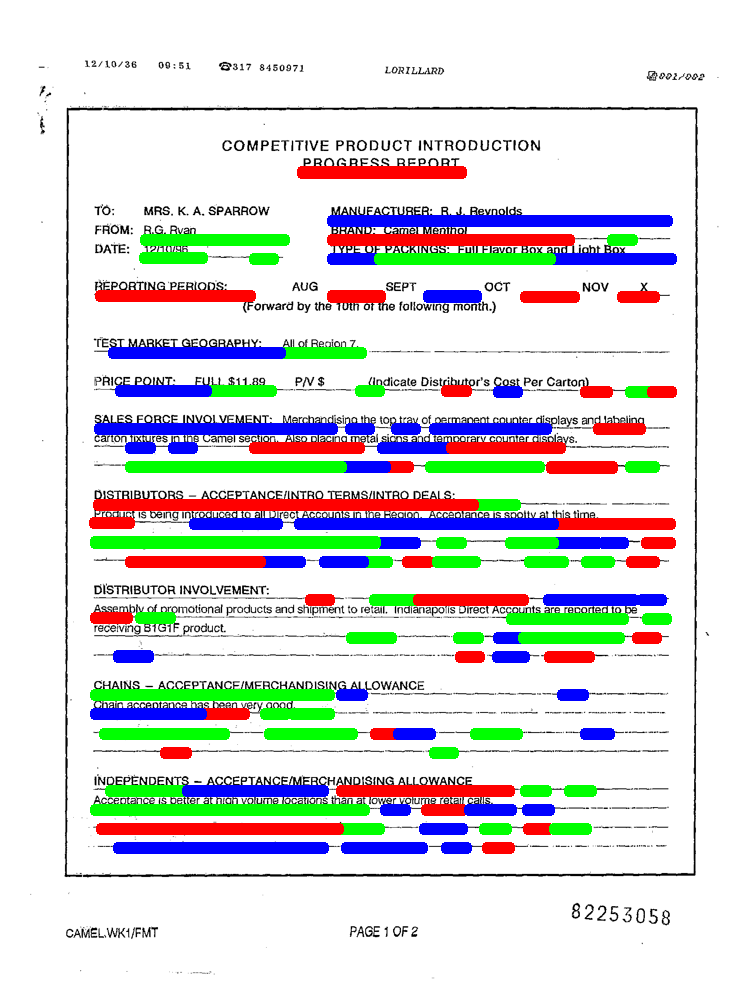 12/10/36 09:51 ☎317 8450971 LORILLARD 001/002
COMPETITIVE PRODUCT INTRODUCTION
PROGRESS REPORT
TO: MRS. K. A. SPARROW MANUFACTURER: R. J. Reynolds
FROM: R.G. Ryan BRAND: Camel Menthol
DATE: 12/10/96 TYPE OF PACKINGS: Full Flavor Box and Light Box
REPORTING PERIODS: AUG SEPT OCT NOV X
(Forward by the 10th of the following month.)
TEST MARKET GEOGRAPHY: All of Region 7.
PRICE POINT: FULL $11.89 P/V $ (Indicate Distributor's Cost Per Carton)
SALES FORCE INVOLVEMENT: Merchandising the top tray of permanent counter displays and labeling
carton fixtures in the Camel section. Also placing metal signs and temporary counter displays.
DISTRIBUTORS – ACCEPTANCE/INTRO TERMS/INTRO DEALS:
Product is being introduced to all Direct Accounts in the Region. Acceptance is spotty at this time.
DISTRIBUTOR INVOLVEMENT:
Assembly of promotional products and shipment to retail. Indianapolis Direct Accounts are reported to be
receiving B1G1F product.
CHAINS – ACCEPTANCE/MERCHANDISING ALLOWANCE
Chain acceptance has been very good.
INDEPENDENTS – ACCEPTANCE/MERCHANDISING ALLOWANCE
Acceptance is better at high volume locations than at lower volume retail calls.
82253058
CAMEL.WK1/FMT PAGE 1 OF 2